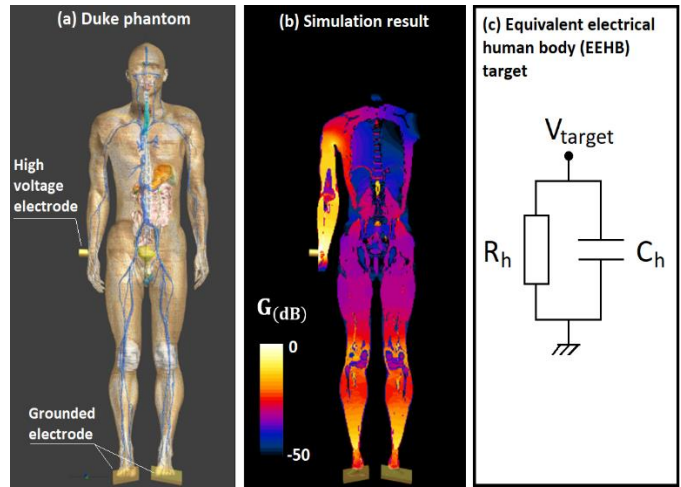 (a) Duke phantom
High
voltage
electrode
Grounded
electrode
(b) Simulation result
G(dB)
0
-50
(c) Equivalent electrical
human body (EEHB)
target
Vtarget
Rh
Ch